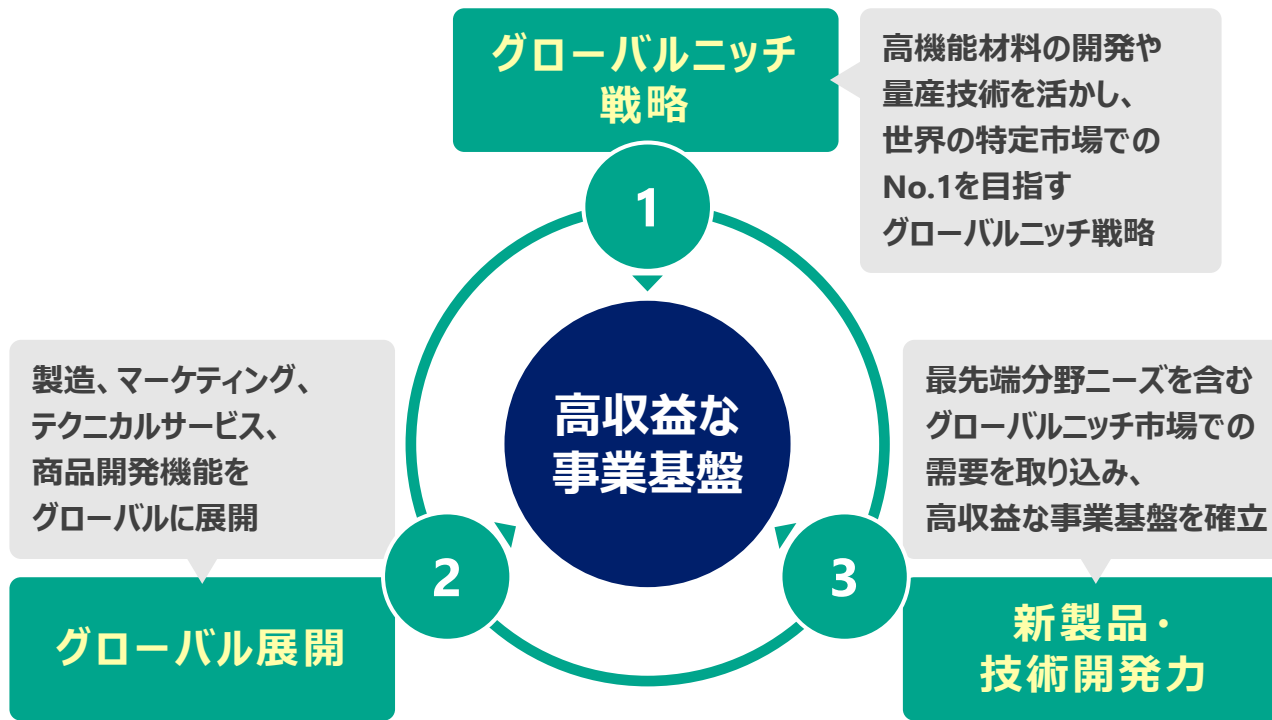 グローバルニッチ
戦略
高機能材料の開発や
量産技術を活かし、
世界の特定市場での
No.1を目指す
グローバルニッチ戦略
1
高収益な
事業基盤
製造、マーケティング、
テクニカルサービス、
商品開発機能を
グローバルに展開
2
グローバル展開
最先端分野ニーズを含む
グローバルニッチ市場での
需要を取り込み、
高収益な事業基盤を確立
3
新製品・
技術開発力